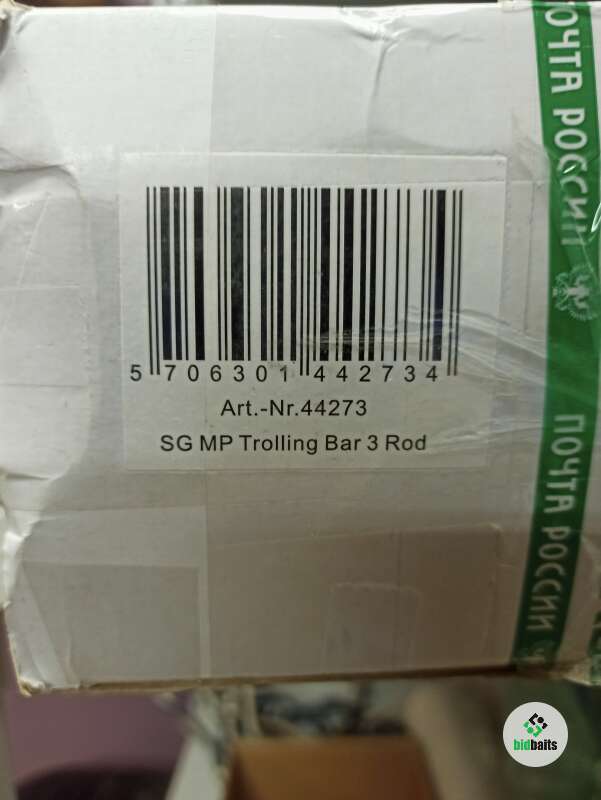 ПОЧТА РОССИИ
5 706301 442734
Art.-Nr.44273
SG MP Trolling Bar 3 Rod
ПОЧТА РОССИИ
bidbaits